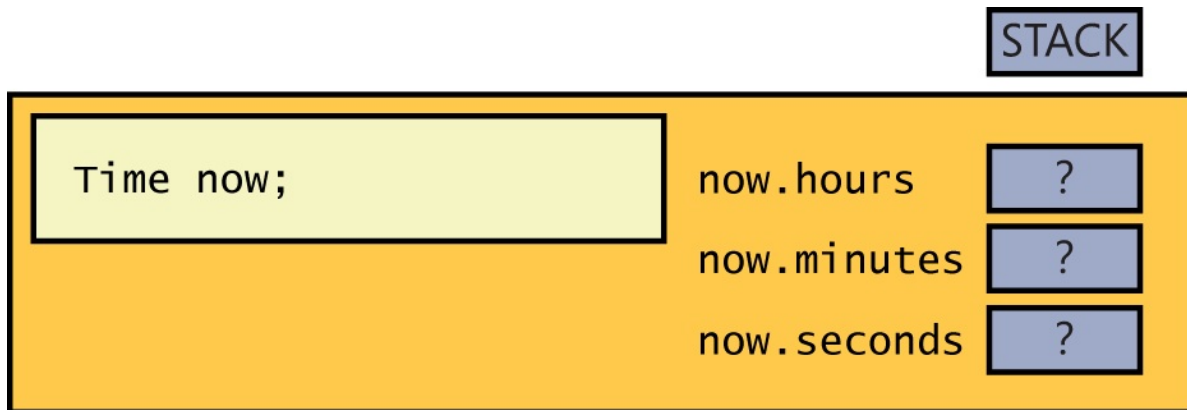 STACK
Time now;
now.hours ?
now.minutes ?
now.seconds ?